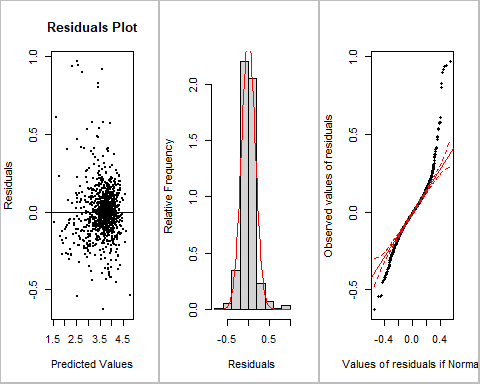 Residuals Plot
Residuals
1.0
0.5
0.0
-0.5
1.5 2.5 3.5 4.5
Predicted Values
Relative Frequency
2.0
1.5
1.0
0.5
0.0
-0.5 0.5
Residuals
Observed values of residuals
1.0
0.5
0.0
-0.5
-0.4 0.0 0.4
Values of residuals if Norma